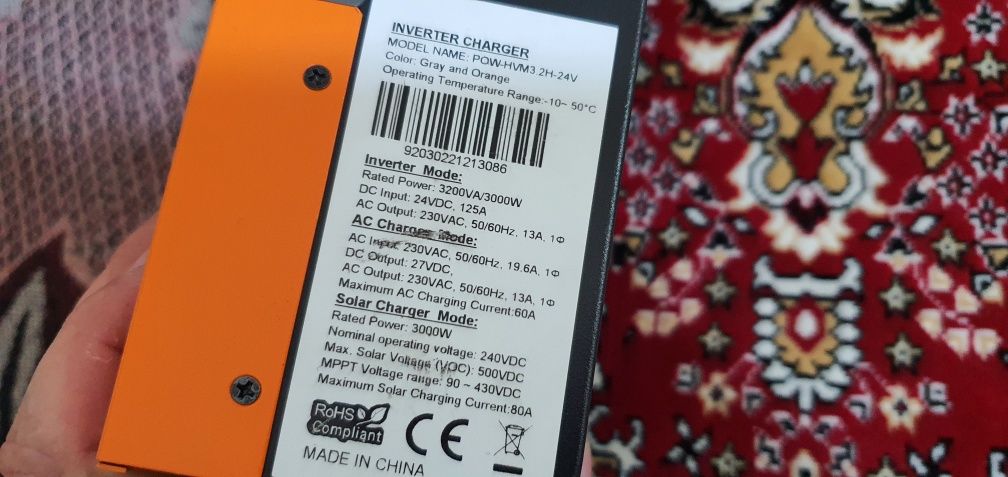 INVERTER CHARGER
MODEL NAME: POW-HVM3.2H-24V
Color: Gray and Orange
Operating Temperature Range:-10~ 50°C
92030221213086
Inverter Mode:
Rated Power: 3200VA/3000W
DC Input: 24VDC, 125A
AC Output: 230VAC, 50/60Hz, 13A, 1Φ
AC Charger Mode:
AC Input: 230VAC, 50/60Hz, 19.6A, 1Φ
DC Output: 27VDC,
AC Output: 230VAC, 50/60Hz, 13A, 1Φ
Maximum AC Charging Current:60A
Solar Charger Mode:
Rated Power: 3000W
Nominal operating voltage: 240VDC
Max. Solar Voltage (VOC): 500VDC
MPPT Voltage range: 90 ~ 430VDC
Maximum Solar Charging Current:80A
RoHS
Compliant
CE
MADE IN CHINA